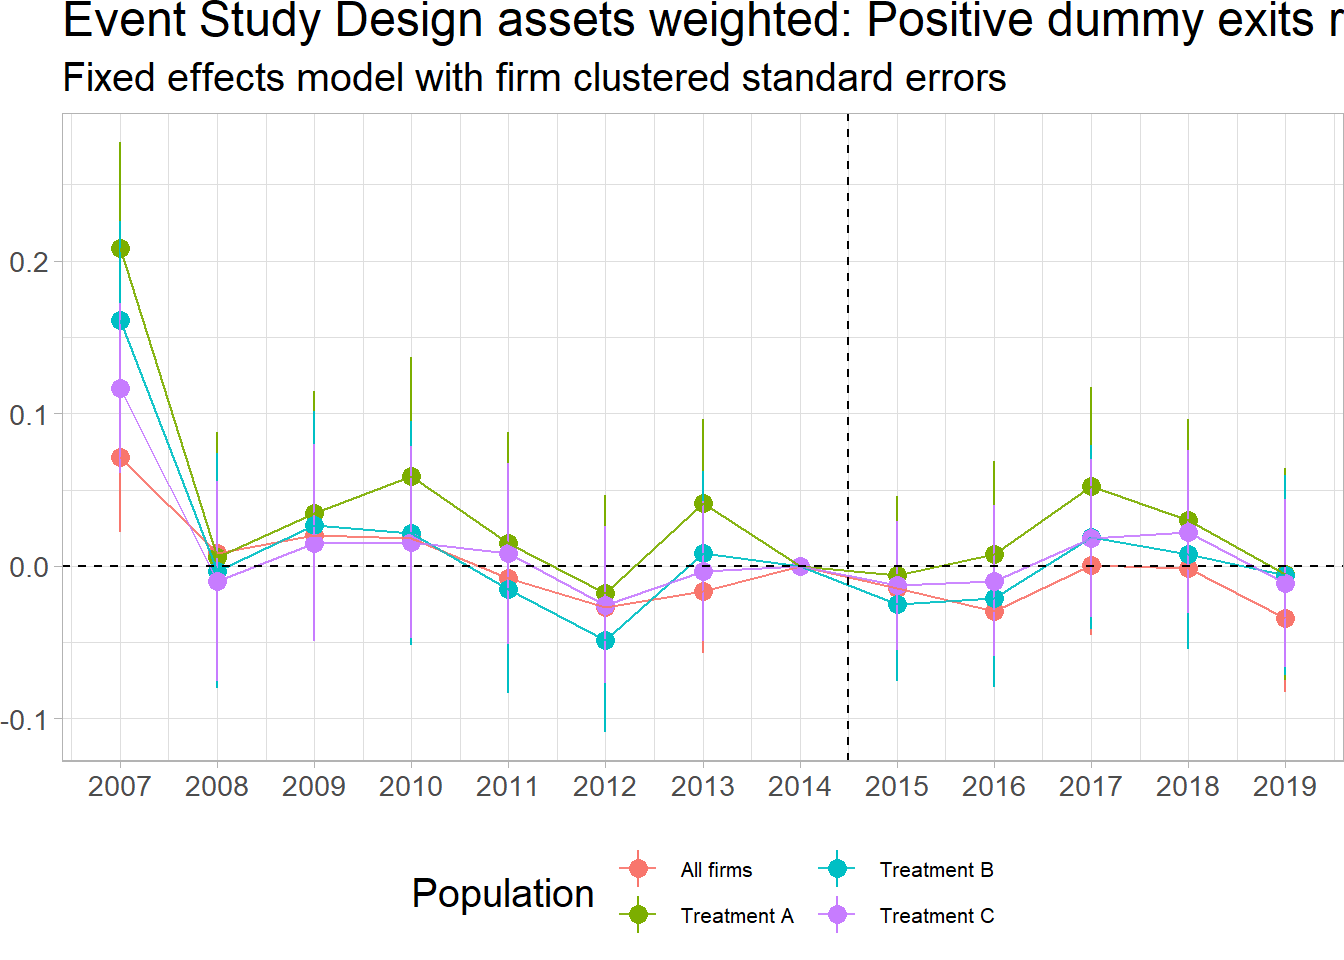 Event Study Design assets weighted: Positive dummy exits
Fixed effects model with firm clustered standard errors
0.2
0.1
0.0
-0.1
2007 2008 2009 2010 2011 2012 2013 2014 2015 2016 2017 2018 2019
Population
All firms
Treatment A
Treatment B
Treatment C